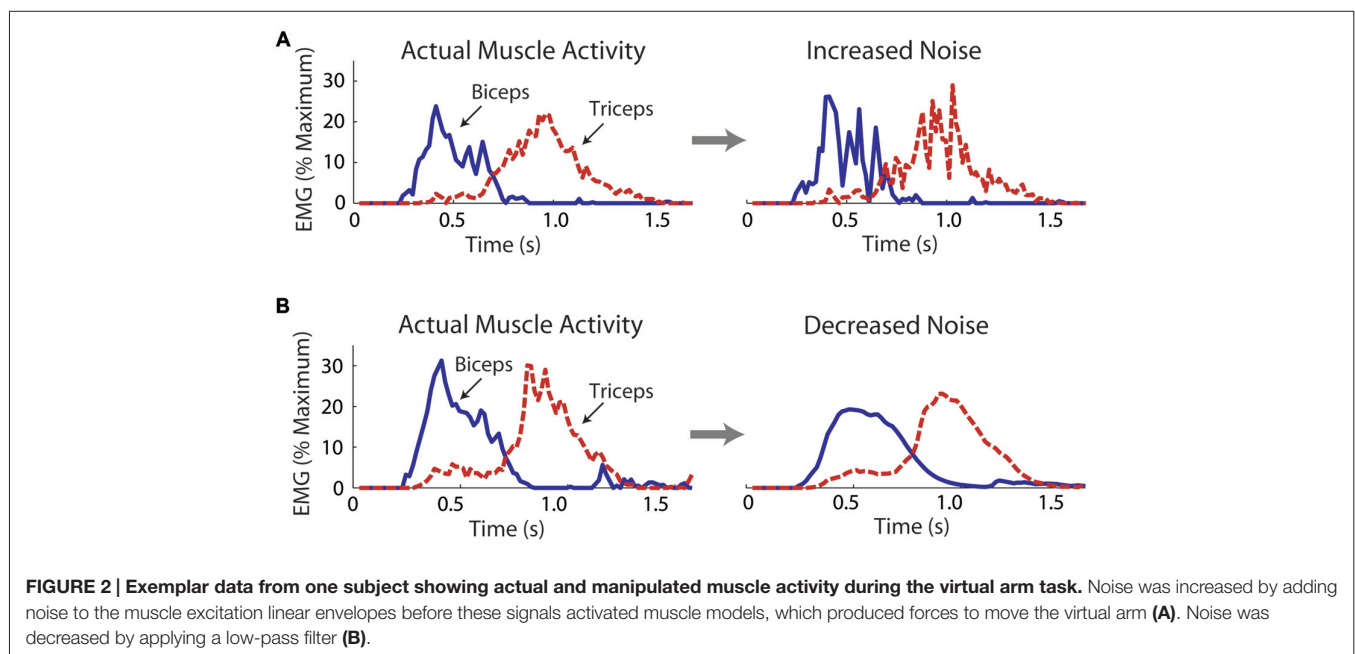 A
Actual Muscle Activity
Increased Noise
EMG (% Maximum)
30
20
10
0
Biceps
Triceps
0
0.5
1.0
1.5
Time (s)
0
0.5
1.0
1.5
Time (s)
B
Actual Muscle Activity
Decreased Noise
EMG (% Maximum)
30
20
10
0
Biceps
Triceps
0
0.5
1.0
1.5
Time (s)
0
0.5
1.0
1.5
Time (s)
FIGURE 2 | Exemplar data from one subject showing actual and manipulated muscle activity during the virtual arm task. Noise was increased by adding
noise to the muscle excitation linear envelopes before these signals activated muscle models, which produced forces to move the virtual arm (A). Noise was
decreased by applying a low-pass filter (B).